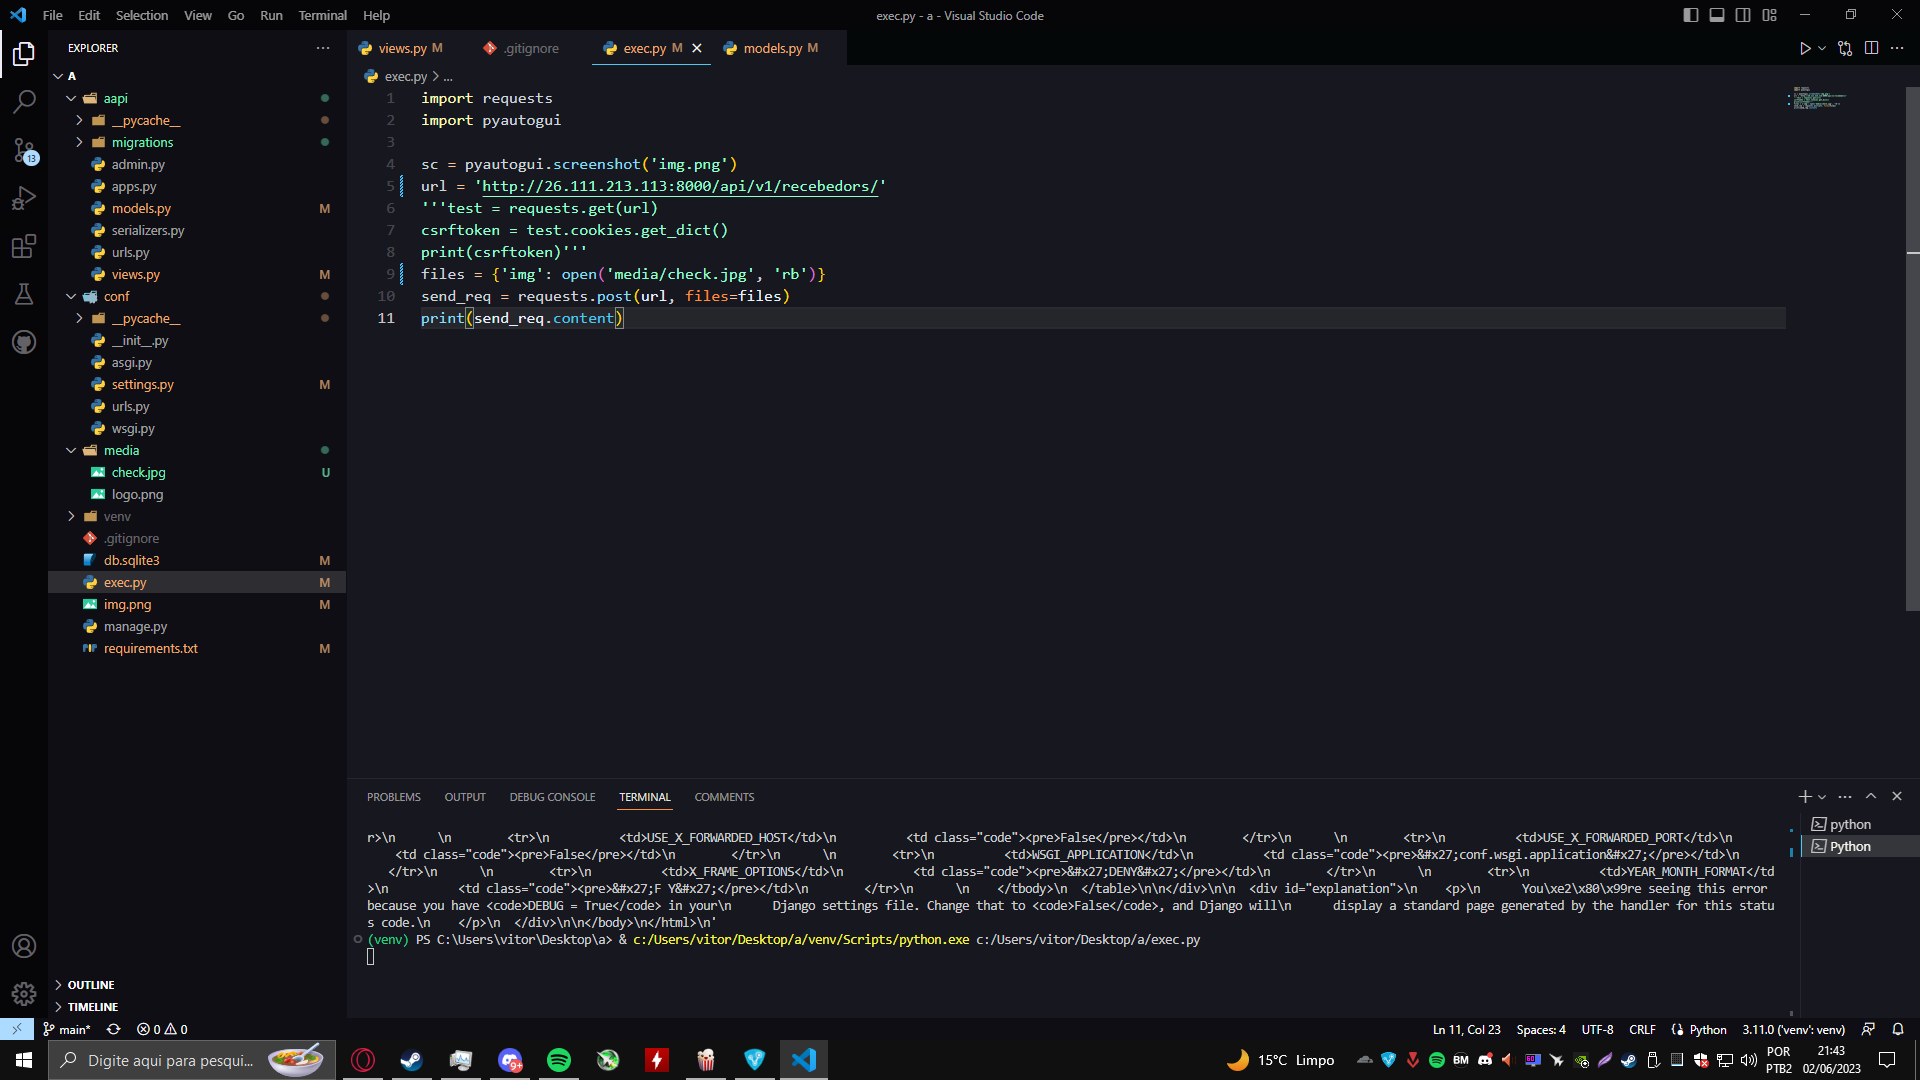 File Edit Selection View Go Run Terminal Help
exec.py - a - Visual Studio Code
EXPLORER
A
aapi
__pycache__
migrations
admin.py
apps.py
models.py M
serializers.py
urls.py
views.py M
conf
__pycache__
__init__.py
asgi.py
settings.py M
urls.py
wsgi.py
media
check.jpg U
logo.png
venv
.gitignore
db.sqlite3 M
exec.py M
img.png M
manage.py
requirements.txt M
OUTLINE
TIMELINE
13
views.py M .gitignore exec.py M models.py M
exec.py > ...
1 import requests
2 import pyautogui
3
4 sc = pyautogui.screenshot('img.png')
5 url = 'http://26.111.213.113:8000/api/v1/recebedors/'
6 '''test = requests.get(url)
7 csrftoken = test.cookies.get_dict()
8 print(csrftoken)'''
9 files = {'img': open('media/check.jpg', 'rb')}
10 send_req = requests.post(url, files=files)
11 print(send_req.content)
PROBLEMS OUTPUT DEBUG CONSOLE TERMINAL COMMENTS
r>\n \n <tr>\n <td>USE_X_FORWARDED_HOST</td>\n <td class="code"><pre>False</pre></td>\n </tr>\n \n <tr>\n <td>USE_X_FORWARDED_PORT</td>\n
<td class="code"><pre>False</pre></td>\n </tr>\n \n <tr>\n <td>WSGI_APPLICATION</td>\n <td class="code"><pre>&#x27;conf.wsgi.application&#x27;</pre></td>\n
</tr>\n \n <tr>\n <td>X_FRAME_OPTIONS</td>\n <td class="code"><pre>&#x27;DENY&#x27;</pre></td>\n </tr>\n \n <tr>\n <td>YEAR_MONTH_FORMAT</td
>\n <td class="code"><pre>&#x27;F Y&#x27;</pre></td>\n </tr>\n \n </tbody>\n </table>\n\n</div>\n\n <div id="explanation">\n <p>\n You\xe2\x80\x99re seeing this error
because you have <code>DEBUG = True</code> in your\n Django settings file. Change that to <code>False</code>, and Django will\n display a standard page generated by the handler for this statu
s code.\n </p>\n </div>\n\n</body>\n</html>\n'
(venv) PS C:\Users\vitor\Desktop\a> & c:/Users/vitor/Desktop/a/venv/Scripts/python.exe c:/Users/vitor/Desktop/a/exec.py
python
Python
main* 0 0
Ln 11, Col 23 Spaces: 4 UTF-8 CRLF Python 3.11.0 ('venv': venv)
Digite aqui para pesqui...
9+
15°C Limpo
BM
60
POR
PTB2
21:43
02/06/2023